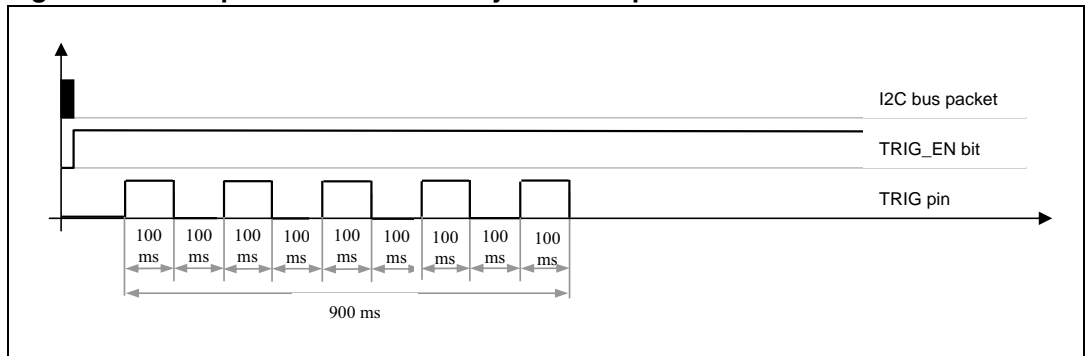 I2C bus packet
TRIG_EN bit
TRIG pin
100 100 100 100 100 100 100 100 100
ms ms ms ms ms ms ms ms ms
900 ms